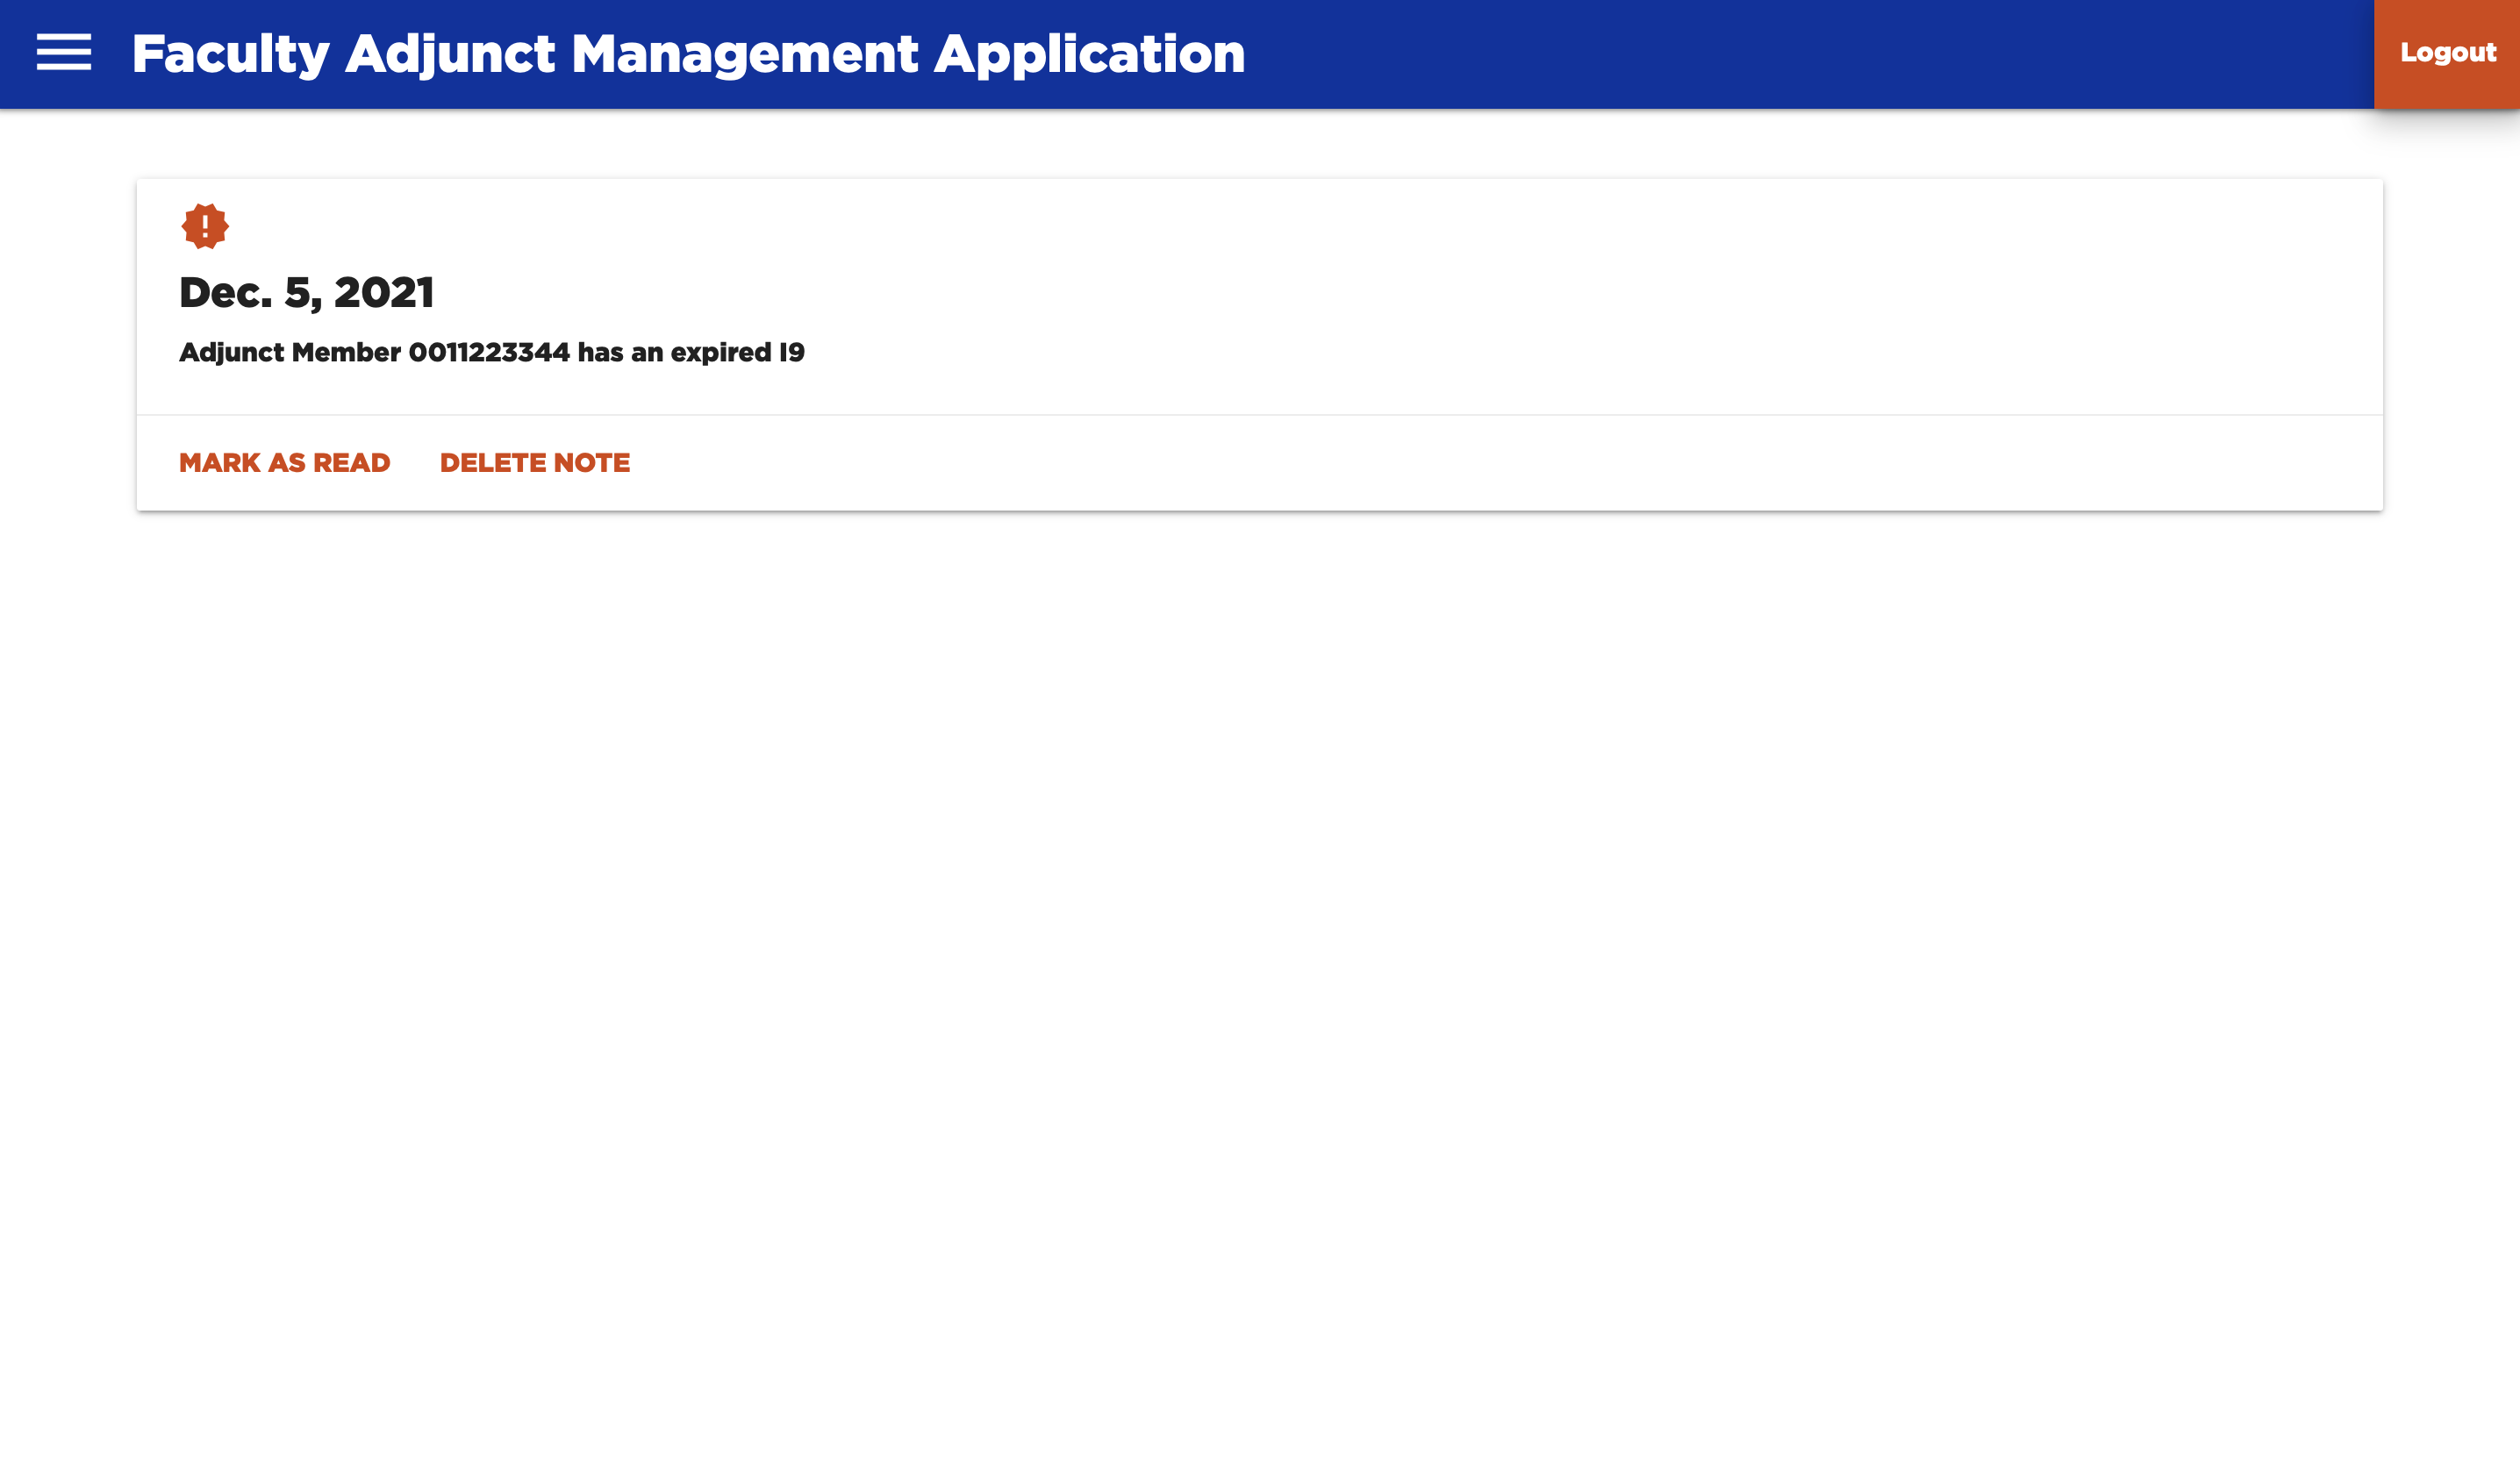 Faculty Adjunct Management Application
Logout
Dec. 5, 2021
Adjunct Member 0011223344 has an expired I9
MARK AS READ DELETE NOTE